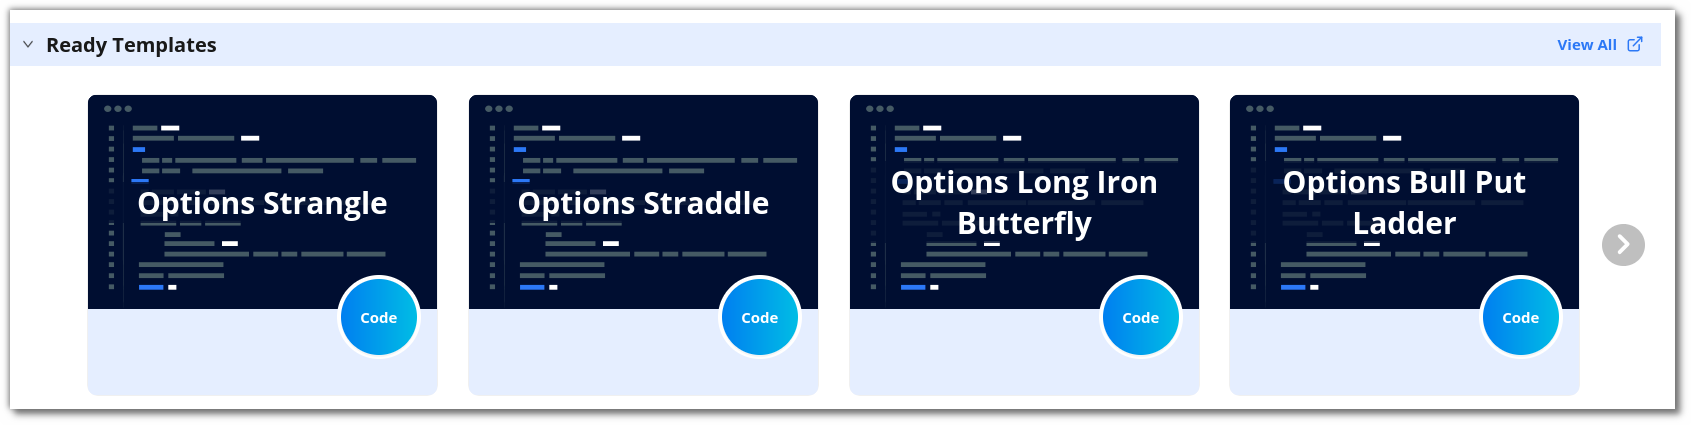 Ready Templates
View All
Options Strangle
Code
Options Straddle
Code
Options Long Iron
Butterfly
Code
Options Bull Put
Ladder
Code